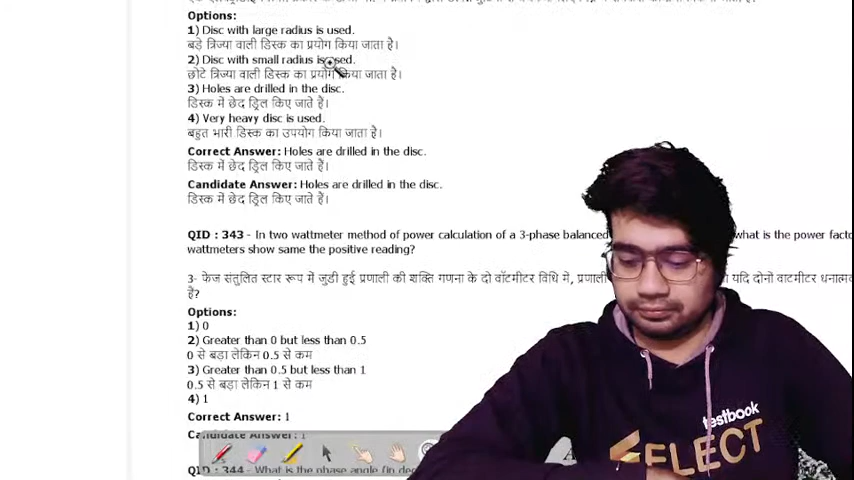 Options:
1) Disc with large radius is used.
बड़े त्रिज्या वाली डिस्क का प्रयोग किया जाता है।
2) Disc with small radius is used.
छोटे त्रिज्या वाली डिस्क का प्रयोग किया जाता है।
3) Holes are drilled in the disc.
डिस्क में छेद ड्रिल किए जाते हैं।
4) Very heavy disc is used.
बहुत भारी डिस्क का उपयोग किया जाता है।
Correct Answer: Holes are drilled in the disc.
डिस्क में छेद ड्रिल किए जाते हैं।
Candidate Answer: Holes are drilled in the disc.
डिस्क में छेद ड्रिल किए जाते हैं।
QID : 343 - In two wattmeter method of power calculation of a 3-phase balanced what is the power
wattmeters show same the positive reading?
3- फेज संतुलित स्टार रूप में जुडी हुई प्रणाली की शक्ति गणना के दो वॉटमीटर विधि में, यदि दोनों वाटमीटर
है?
Options:
1) 0
2) Greater than 0 but less than 0.5
0 से बड़ा लेकिन 0.5 से कम
3) Greater than 0.5 but less than 1
0.5 से बड़ा लेकिन 1 से कम
4) 1
Correct Answer: 1
Candidate Answer: 1
QID : 344 - What is the phase angle (in
testbook
SELECT